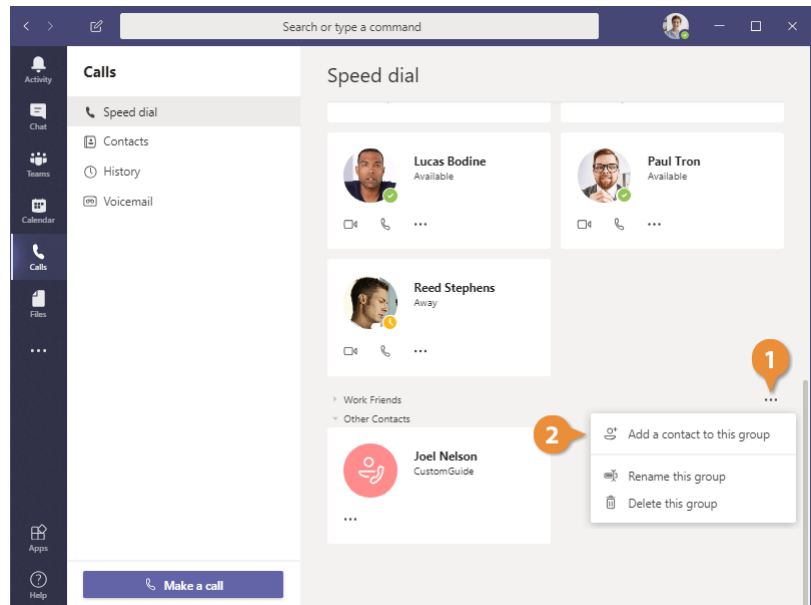 Search or type a command
Activity
Chat
Teams
Calendar
Calls
Files
Apps
Help
Calls
Speed dial
Contacts
History
Voicemail
Make a call
Speed dial
Lucas Bodine
Available
Paul Tron
Available
Reed Stephens
Away
1
Work Friends
Other Contacts
2
Add a contact to this group
Rename this group
Delete this group
Joel Nelson
CustomGuide